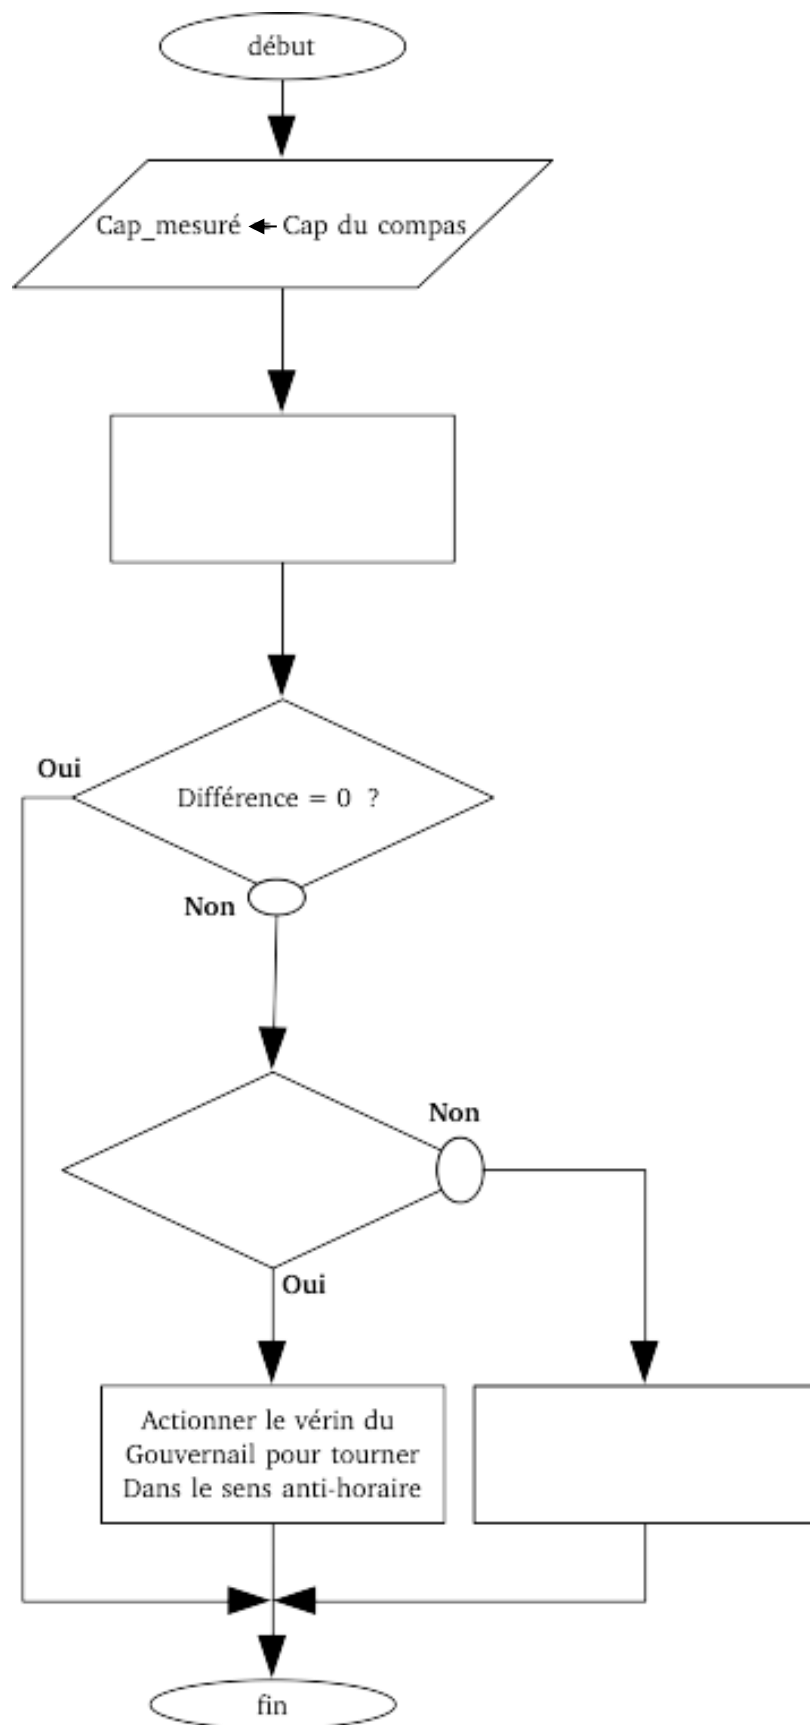 début
Cap_mesuré ← Cap du compas
Oui
Différence = 0 ?
Non
Non
Oui
Actionner le vérin du
Gouvernail pour tourner
Dans le sens anti-horaire
fin